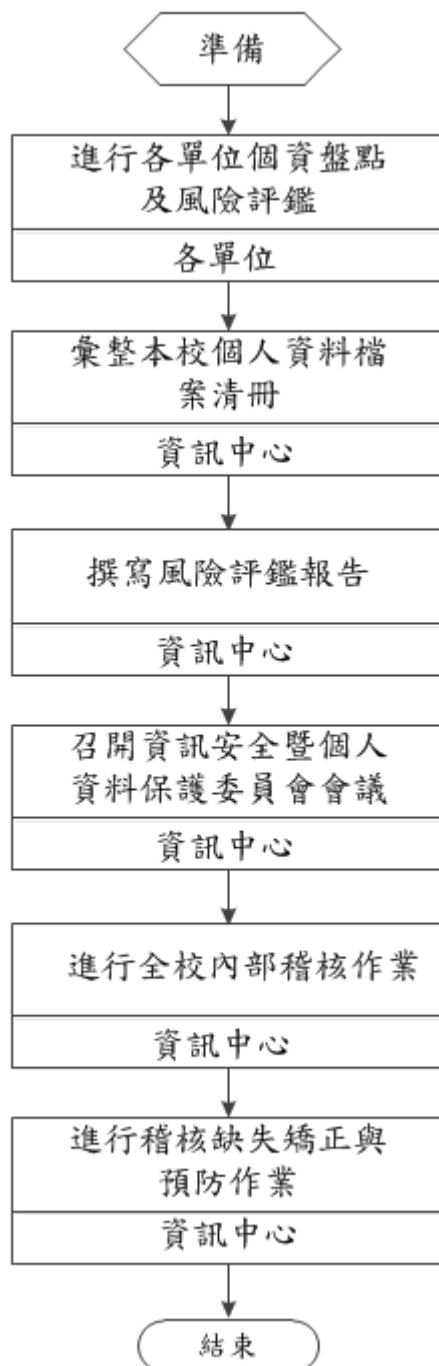 準備
進行各單位個資盤點
及風險評鑑
各單位
彙整本校個人資料檔
案清冊
資訊中心
撰寫風險評鑑報告
資訊中心
召開資訊安全暨個人
資料保護委員會會議
資訊中心
進行全校內部稽核作業
資訊中心
進行稽核缺失矯正與
預防作業
資訊中心
結束